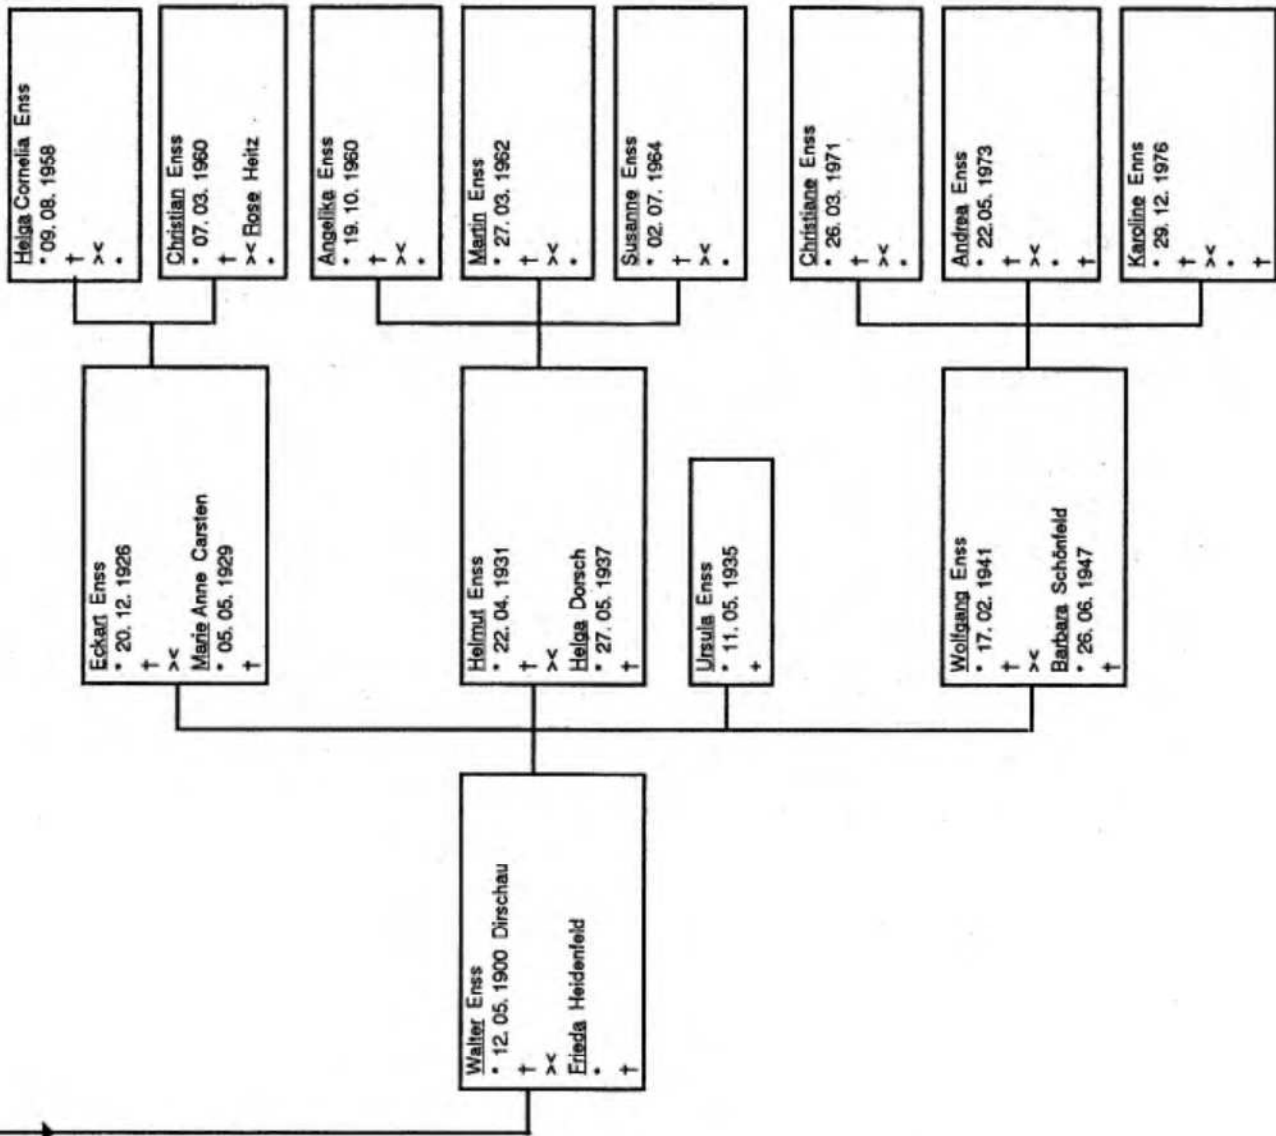 Helga Cornelia Enss
* 09. 08. 1958
†
><
*
Christian Enss
* 07. 03. 1960
†
>< Rose Heitz
*
Angelika Enss
* 19. 10. 1960
†
><
*
Martin Enss
* 27. 03. 1962
†
><
*
Susanne Enss
* 02. 07. 1964
†
><
*
Christiane Enss
* 26. 03. 1971
†
><
*
Andrea Enss
* 22. 05. 1973
†
><
*
†
Karoline Enns
* 29. 12. 1976
†
><
*
†
Eckart Enss
* 20. 12. 1926
†
><
Marie Anne Carsten
* 05. 05. 1929
†
Helmut Enss
* 22. 04. 1931
†
><
Helga Dorsch
* 27. 05. 1937
†
Ursula Enss
* 11. 05. 1935
+
Wolfgang Enss
* 17. 02. 1941
†
><
Barbara Schönfeld
* 26. 06. 1947
†
Walter Enss
* 12. 05. 1900 Dirschau
†
><
Frieda Heidenfeld
*
†